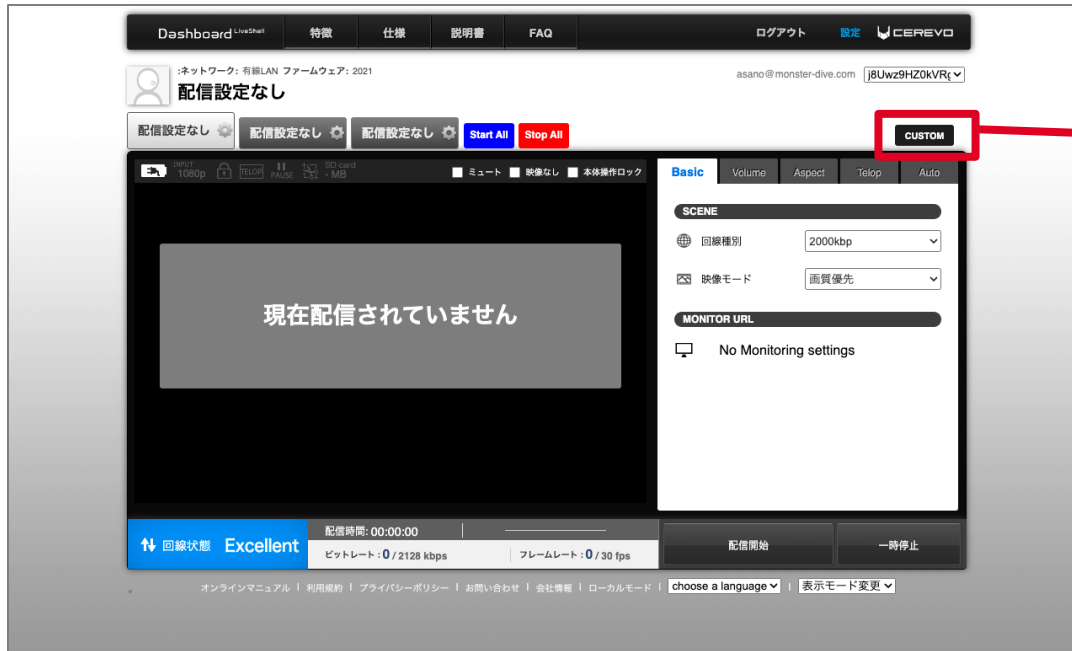 Dashboard LiveShell 特徴 仕様 説明書 FAQ ログアウト 設定 CEREVO
:ネットワーク: 有線LAN ファームウェア: 2021
配信設定なし
asano@monster-dive.com j8Uwz9HZ0kVRç
配信設定なし 配信設定なし 配信設定なし Start All Stop All CUSTOM
INPUT 1080p TELOP PAUSE SD card - MB ミュート 映像なし 本体操作ロック
Basic Volume Aspect Telop Auto
SCENE
回線種別 2000kbp
映像モード 画質優先
MONITOR URL
No Monitoring settings
現在配信されていません
回線状態 Excellent
配信時間: 00:00:00
ビットレート : 0 / 2128 kbps フレームレート : 0 / 30 fps
配信開始 一時停止
オンラインマニュアル | 利用規約 | プライバシーポリシー | お問い合わせ | 会社情報 | ローカルモード | choose a language | 表示モード変更